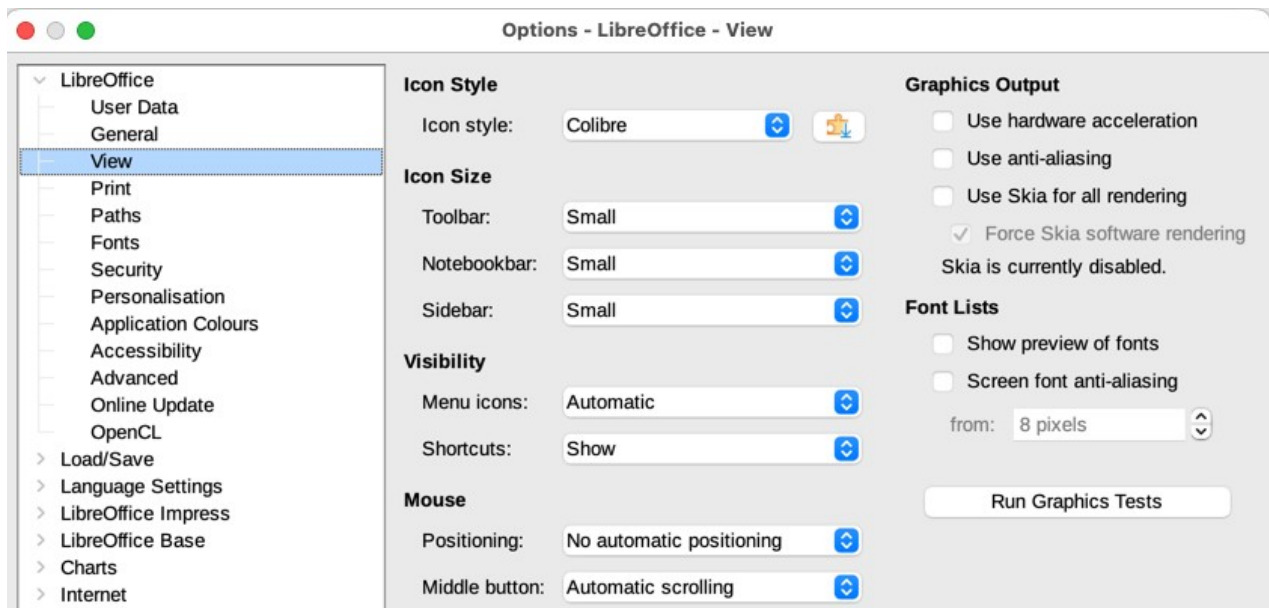 Options - LibreOffice - View
LibreOffice
User Data
General
View
Print
Paths
Fonts
Security
Personalisation
Application Colours
Accessibility
Advanced
Online Update
OpenCL
Load/Save
Language Settings
LibreOffice Impress
LibreOffice Base
Charts
Internet
Icon Style
Icon style: Colibre
Icon Size
Toolbar: Small
Notebookbar: Small
Sidebar: Small
Visibility
Menu icons: Automatic
Shortcuts: Show
Mouse
Positioning: No automatic positioning
Middle button: Automatic scrolling
Graphics Output
Use hardware acceleration
Use anti-aliasing
Use Skia for all rendering
Force Skia software rendering
Skia is currently disabled.
Font Lists
Show preview of fonts
Screen font anti-aliasing
from: 8 pixels
Run Graphics Tests